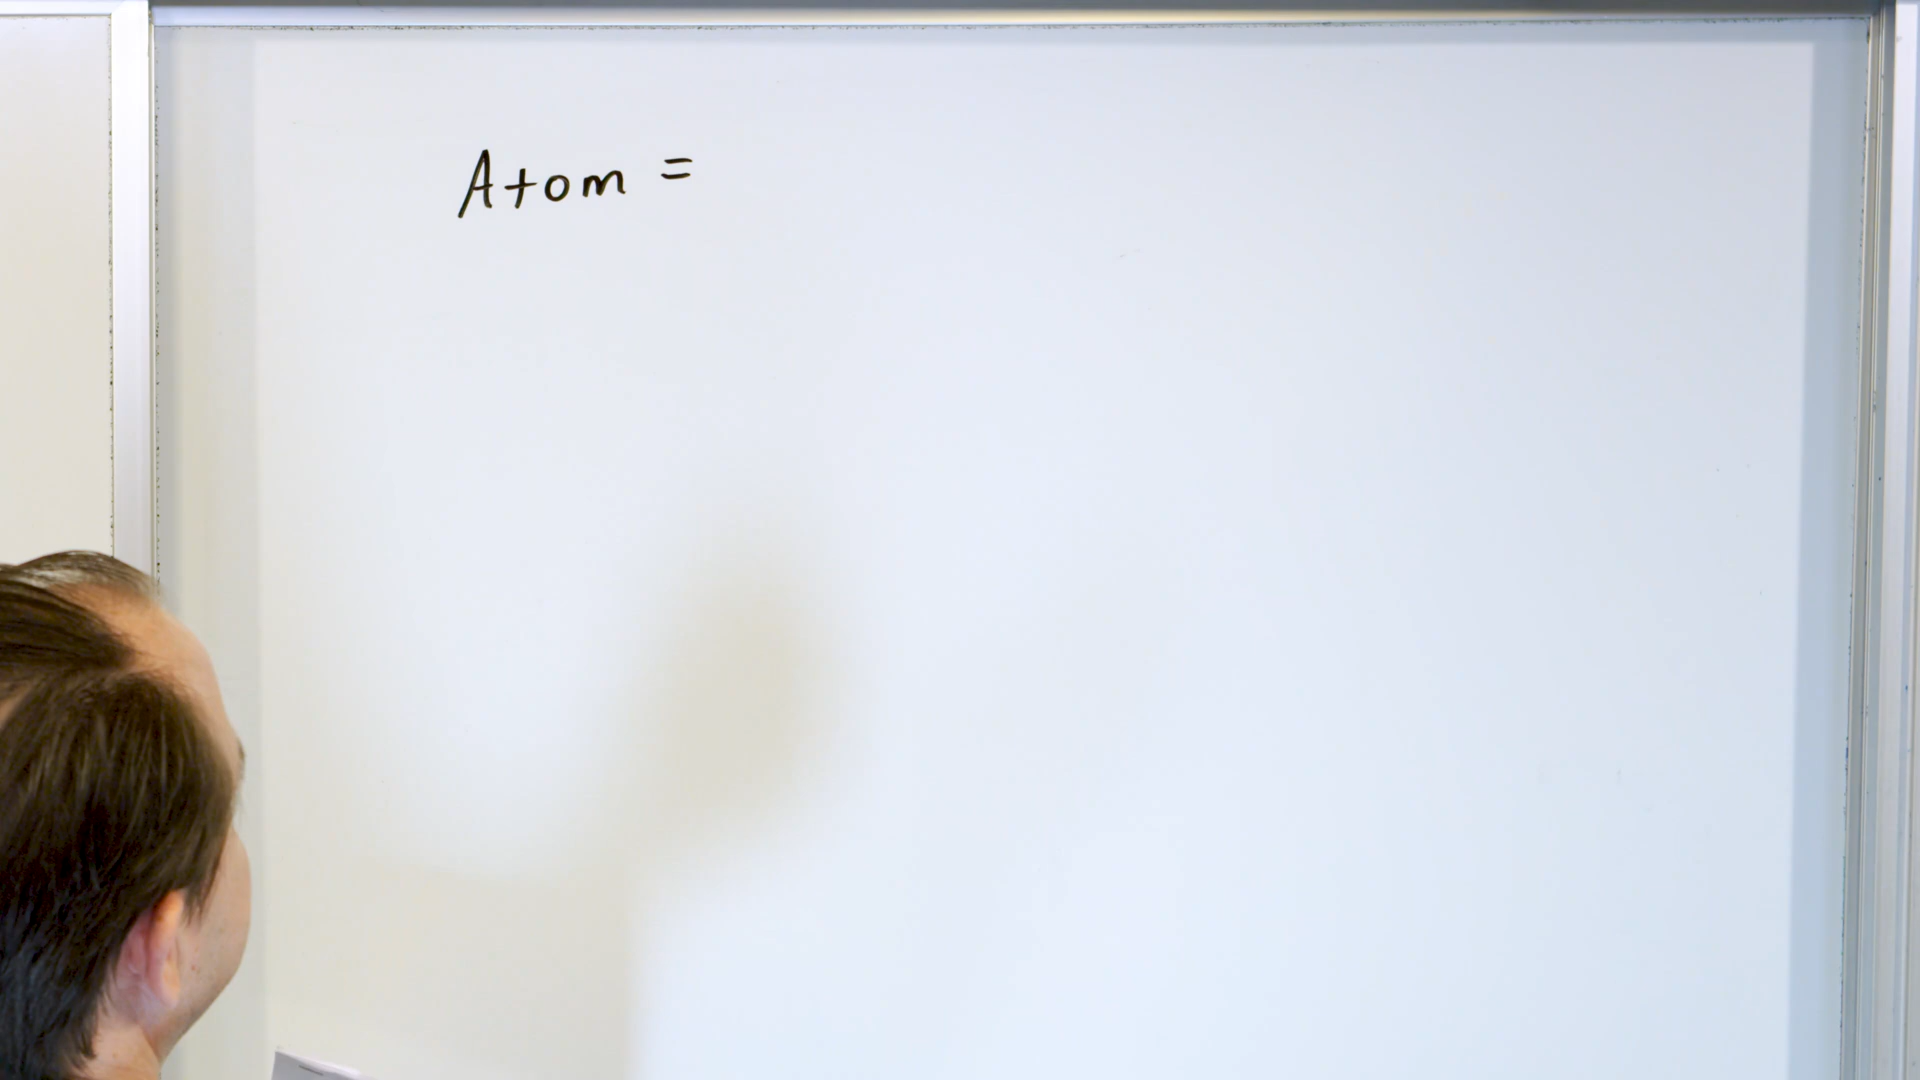 Atom =